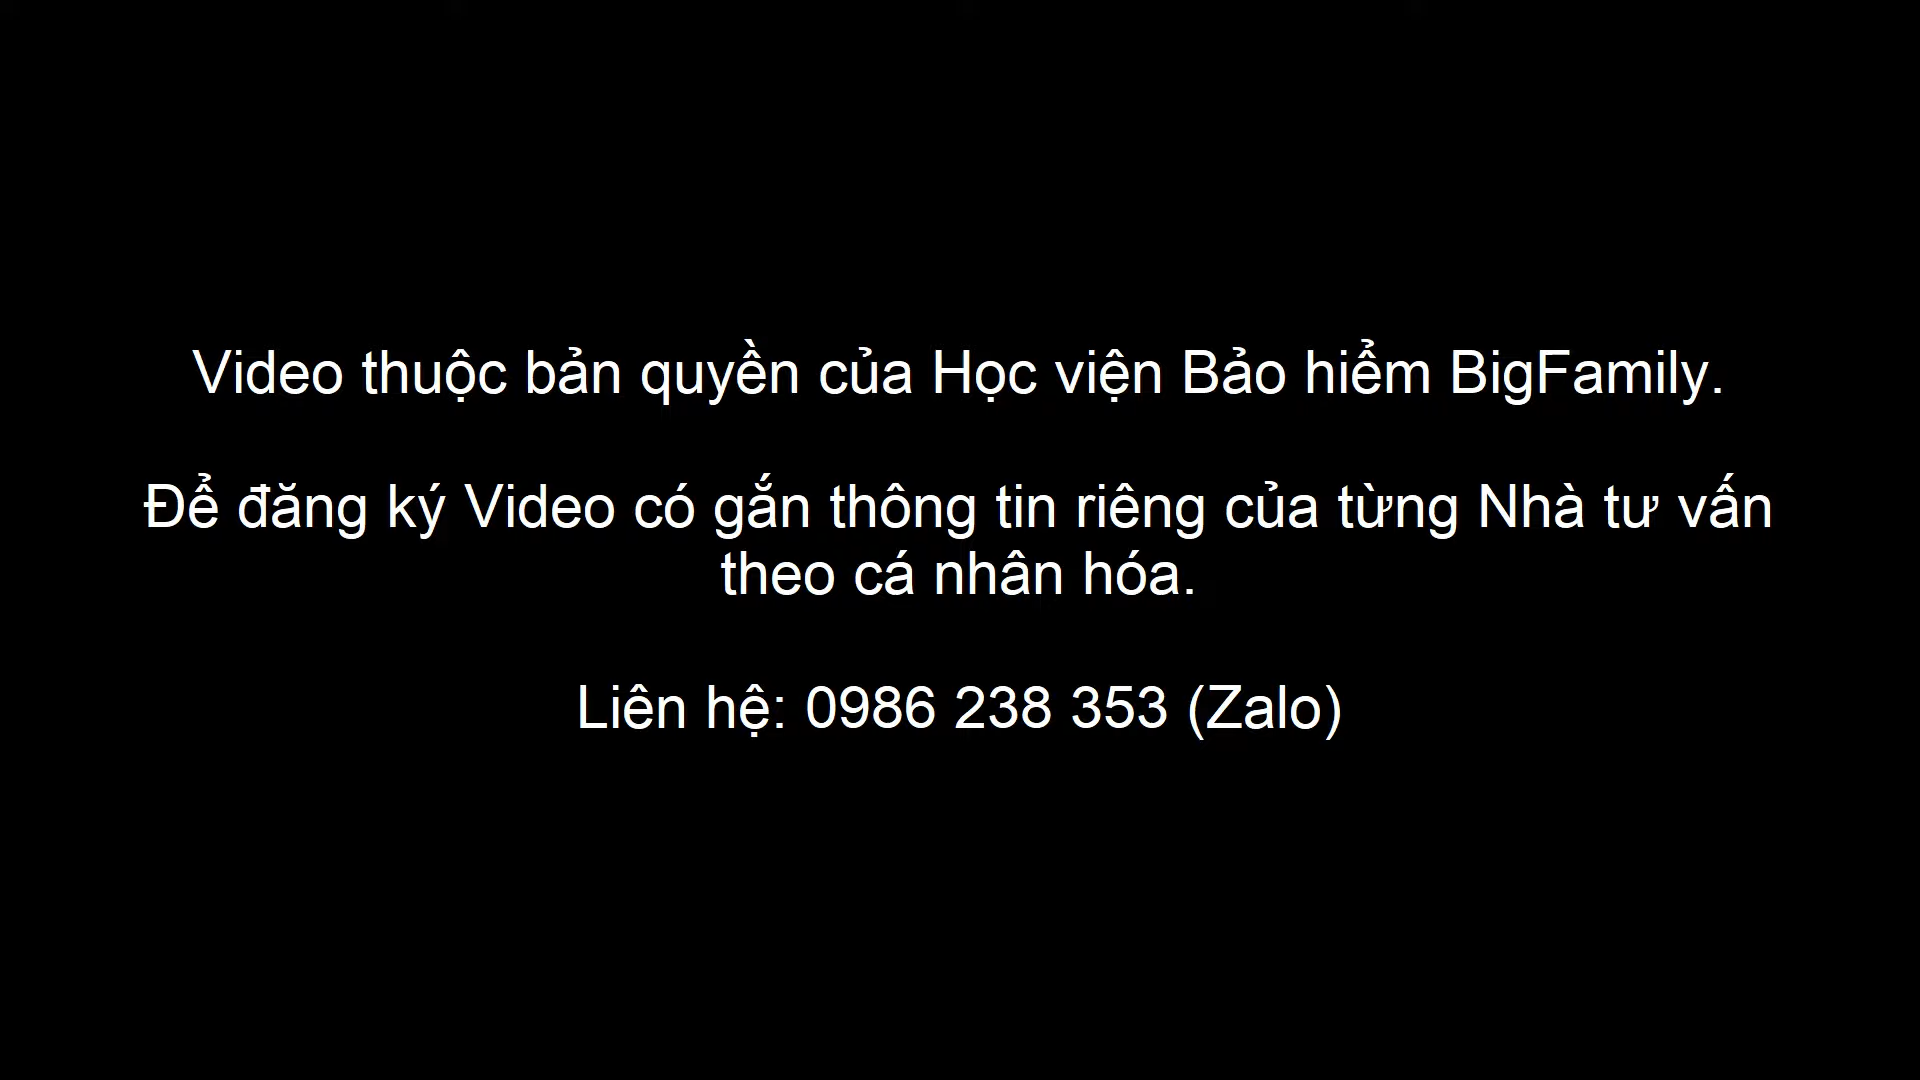 Video thuộc bản quyền của Học viện Bảo hiểm BigFamily.
Để đăng ký Video có gắn thông tin riêng của từng Nhà tư vấn
theo cá nhân hóa.
Liên hệ: 0986 238 353 (Zalo)